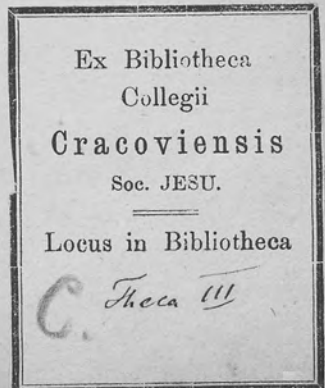 Ex Bibliotheca
Collegii
Cracoviensis
Soc. JESU.
Locus in Bibliotheca
C. Theca III